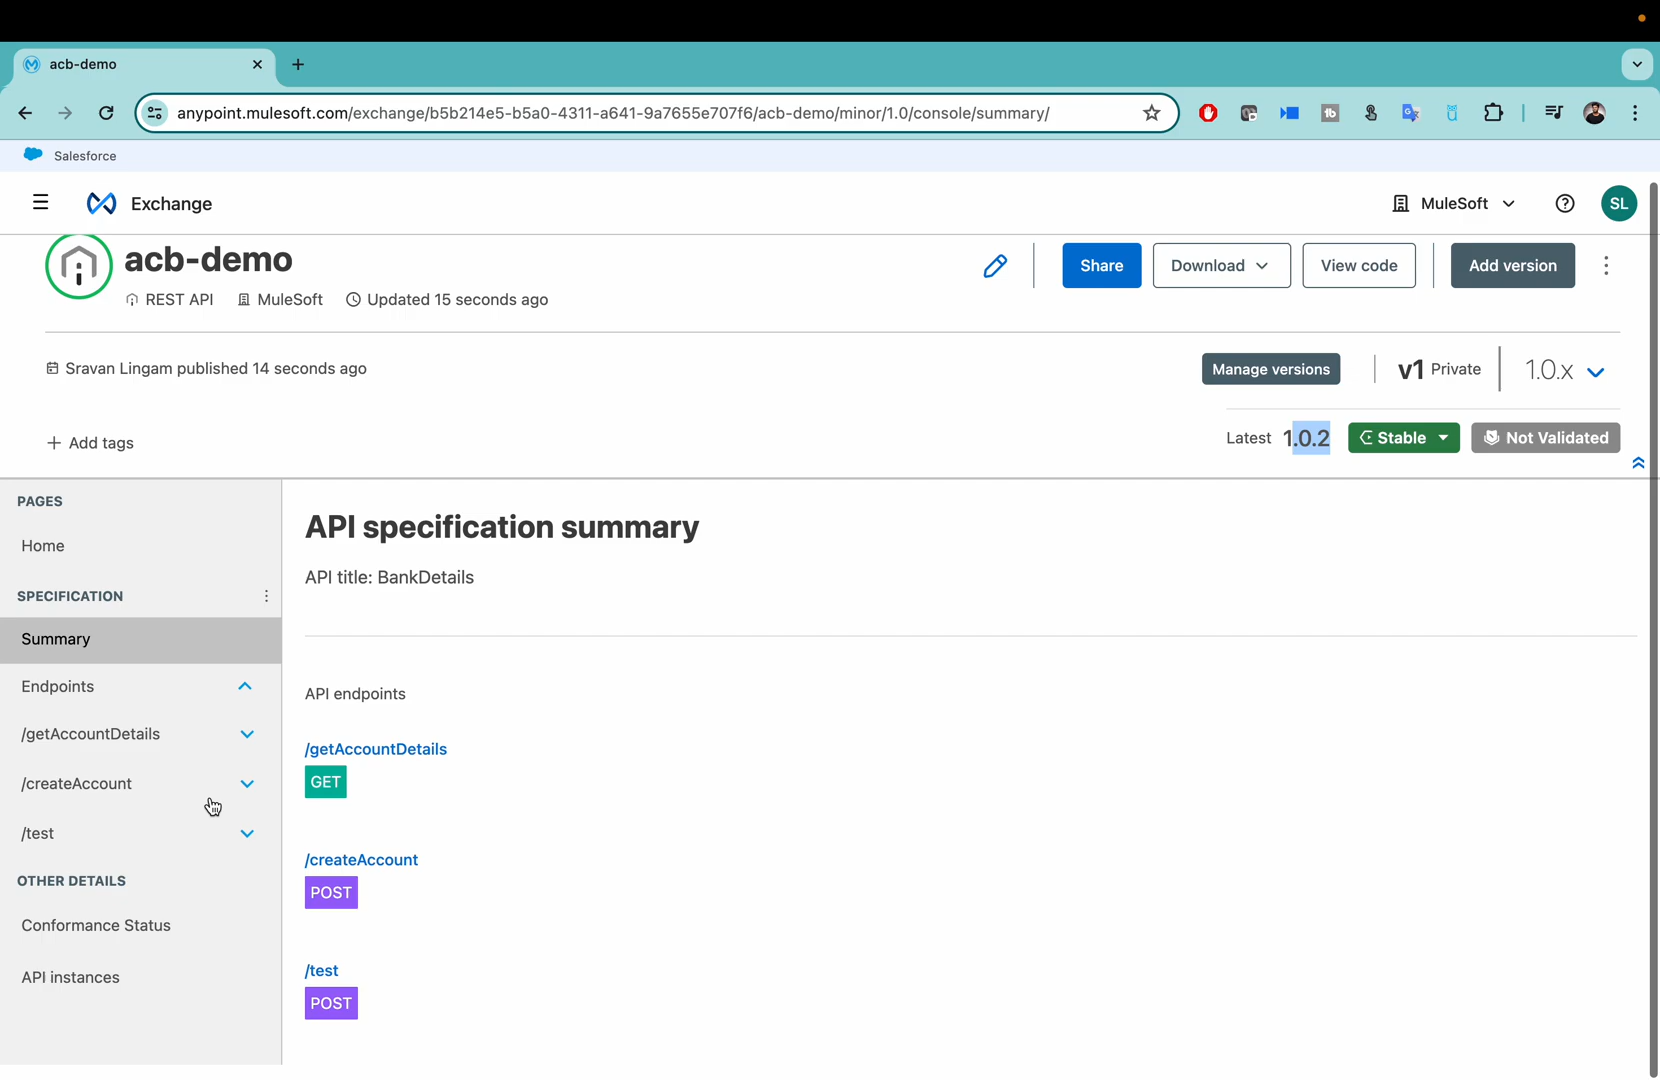 acb-demo
anypoint.mulesoft.com/exchange/b5b214e5-b5a0-4311-a641-9a7655e707f6/acb-demo/minor/1.0/console/summary/
Salesforce
Exchange
MuleSoft
SL
acb-demo
Share
Download
View code
Add version
REST API
MuleSoft
Updated 15 seconds ago
Sravan Lingam published 14 seconds ago
Manage versions
v1 Private
1.0.x
Add tags
Latest 1.0.2
Stable
Not Validated
PAGES
Home
SPECIFICATION
Summary
Endpoints
/getAccountDetails
/createAccount
/test
OTHER DETAILS
Conformance Status
API instances
API specification summary
API title: BankDetails
API endpoints
/getAccountDetails
GET
/createAccount
POST
/test
POST